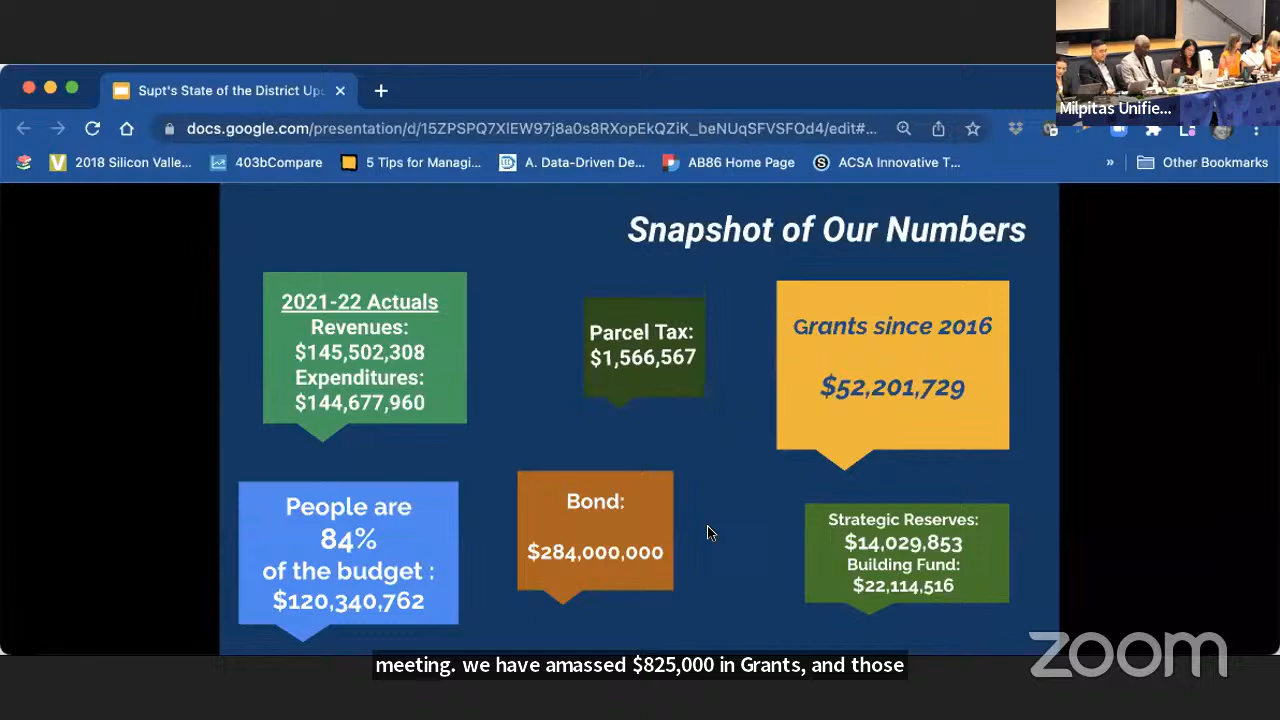 Milpitas Unifie...
Supt's State of the District Up
docs.google.com/presentation/d/15ZPSPQ7XlEW97j8a0s8RXopEkQZiK_beNUqSFVSFOd4/edit#...
2018 Silicon Valle...
403bCompare
5 Tips for Managi...
A. Data-Driven De...
AB86 Home Page
ACSA Innovative T...
»
Other Bookmarks
Snapshot of Our Numbers
2021-22 Actuals
Revenues:
$145,502,308
Expenditures:
$144,677,960
Parcel Tax:
$1,566,567
Grants since 2016
$52,201,729
People are
84%
of the budget :
$120,340,762
Bond:
$284,000,000
Strategic Reserves:
$14,029,853
Building Fund:
$22,114,516
zoom
meeting. we have amassed $825,000 in Grants, and those